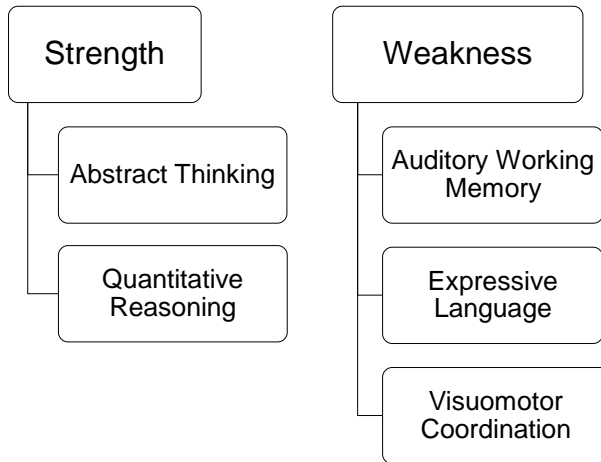 Strength
Abstract Thinking
Quantitative
Reasoning
Weakness
Auditory Working
Memory
Expressive
Language
Visuomotor
Coordination